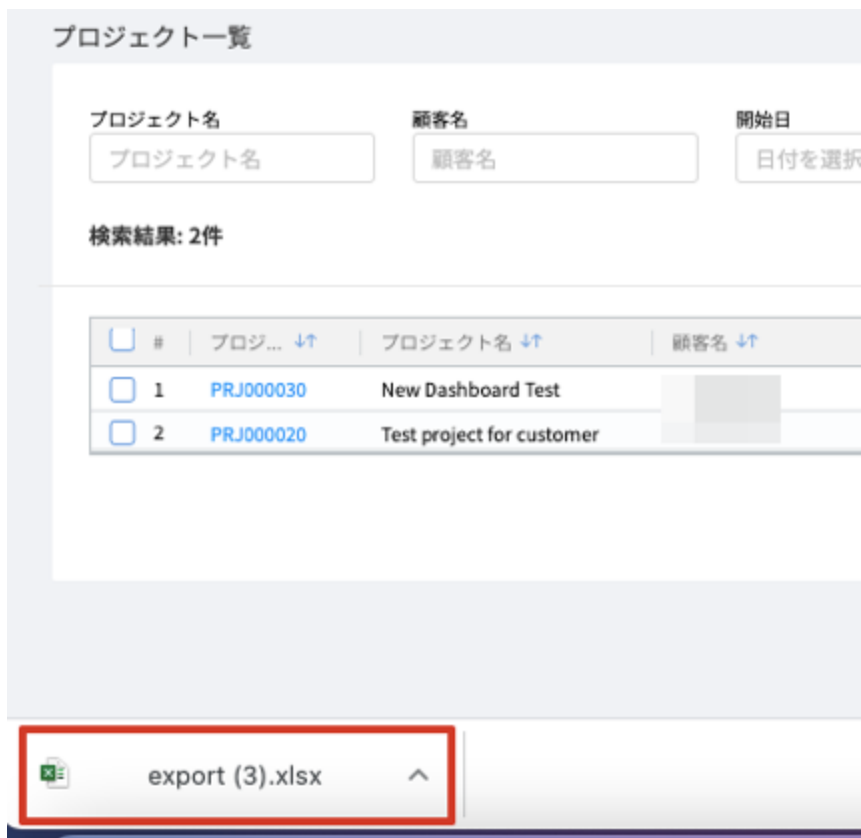 プロジェクト一覧
プロジェクト名 顧客名 開始日
プロジェクト名 顧客名 日付を選択
検索結果: 2件
# プロジ... ↓↑ プロジェクト名 ↓↑ 顧客名 ↓↑
1 PRJ000030 New Dashboard Test
2 PRJ000020 Test project for customer
export (3).xlsx